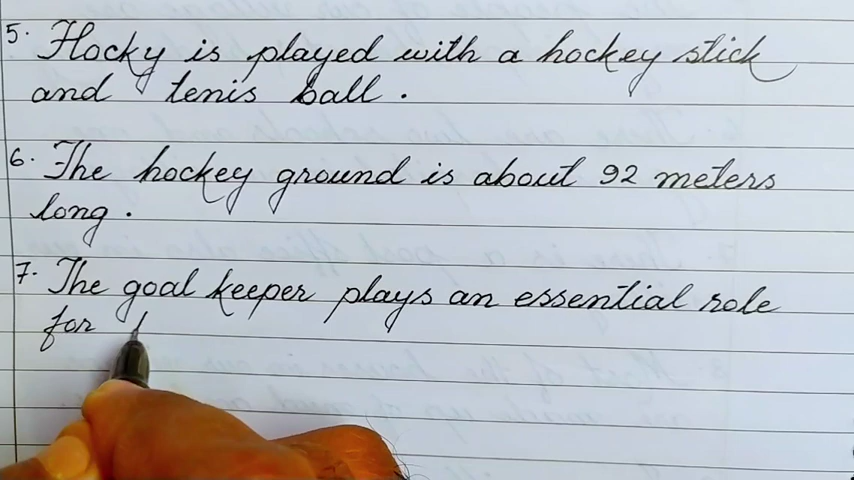 5. Hocky is played with a hockey stick
and tenis ball.
6. The hockey ground is about 92 meters
long.
7. The goal keeper plays an essential role
for